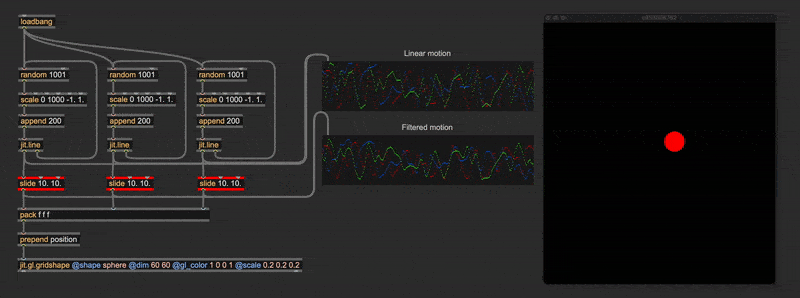 loadbang
random 1001
random 1001
random 1001
scale 0 1000 -1. 1.
scale 0 1000 -1. 1.
scale 0 1000 -1. 1.
append 200
append 200
append 200
jit.line
jit.line
jit.line
slide 10. 10.
slide 10. 10.
slide 10. 10.
pack f f f
prepend position
jit.gl.gridshape @shape sphere @dim 60 60 @gl_color 1 0 0 1 @scale 0.2 0.2 0.2
Linear motion
Filtered motion